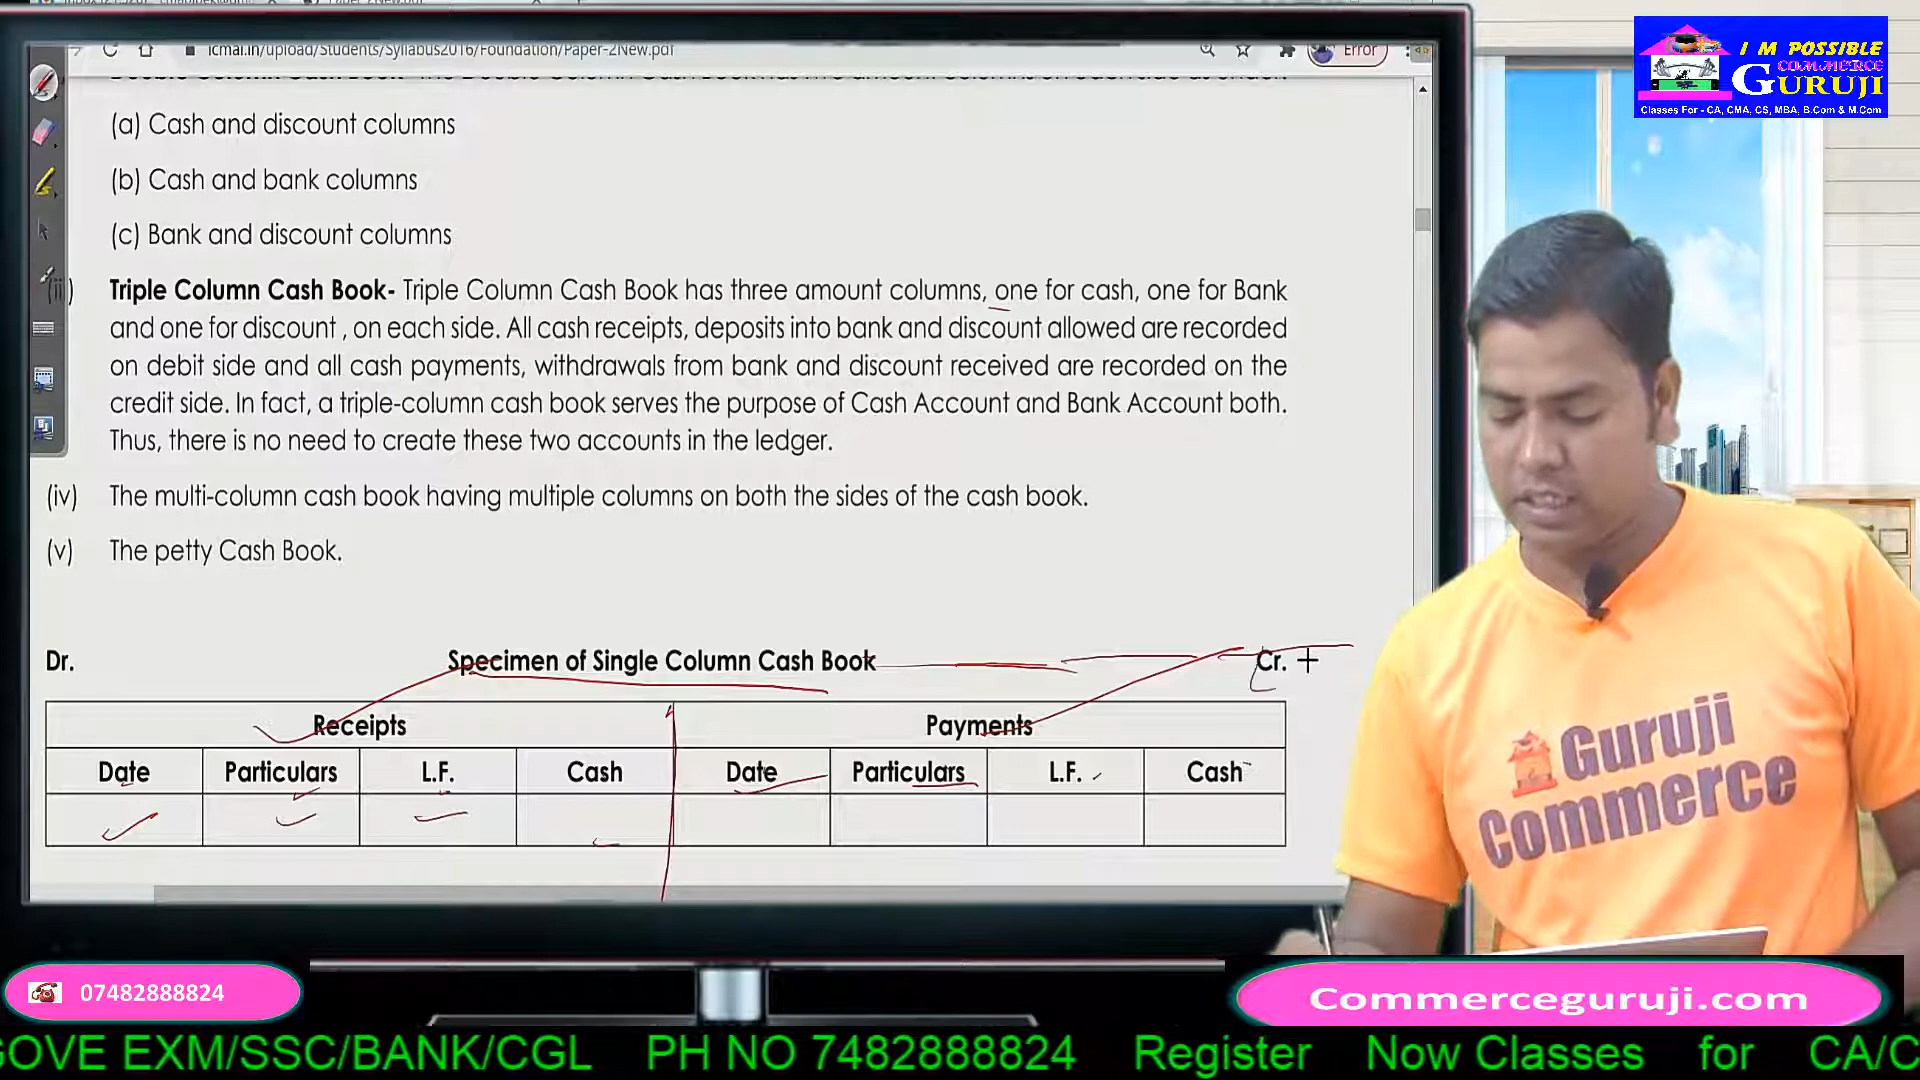 icmai.in/upload/Students/Syllabus2016/Foundation/Paper-2New.pdf
Error
I M POSSIBLE
COMMERCE
GURUJI
Classes For - CA, CMA, CS, MBA, B.Com & M.Com
(a) Cash and discount columns
(b) Cash and bank columns
(c) Bank and discount columns
Triple Column Cash Book- Triple Column Cash Book has three amount columns, one for cash, one for Bank
and one for discount , on each side. All cash receipts, deposits into bank and discount allowed are recorded
on debit side and all cash payments, withdrawals from bank and discount received are recorded on the
credit side. In fact, a triple-column cash book serves the purpose of Cash Account and Bank Account both.
Thus, there is no need to create these two accounts in the ledger.
(iv) The multi-column cash book having multiple columns on both the sides of the cash book.
(v) The petty Cash Book.
Dr. Specimen of Single Column Cash Book Cr.
Receipts Payments
Date Particulars L.F. Cash Date Particulars L.F. Cash
Guruji
Commerce
07482888824
Commerceguruji.com
GOVE EXM/SSC/BANK/CGL PH NO 7482888824 Register Now Classes for CA/C